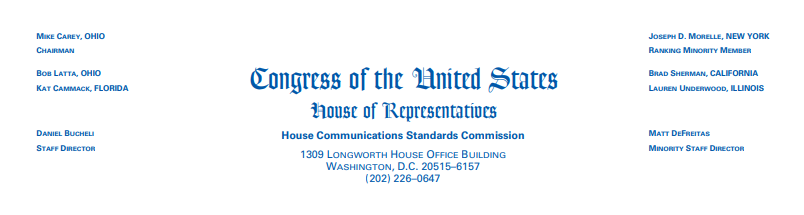 MIKE CAREY, OHIO
CHAIRMAN
BOB LATTA, OHIO
KAT CAMMACK, FLORIDA
DANIEL BUCHELI
STAFF DIRECTOR
Congress of the United States
House of Representatives
House Communications Standards Commission
1309 LONGWORTH HOUSE OFFICE BUILDING
WASHINGTON, D.C. 20515–6157
(202) 226–0647
JOSEPH D. MORELLE, NEW YORK
RANKING MINORITY MEMBER
BRAD SHERMAN, CALIFORNIA
LAUREN UNDERWOOD, ILLINOIS
MATT DEFREITAS
MINORITY STAFF DIRECTOR